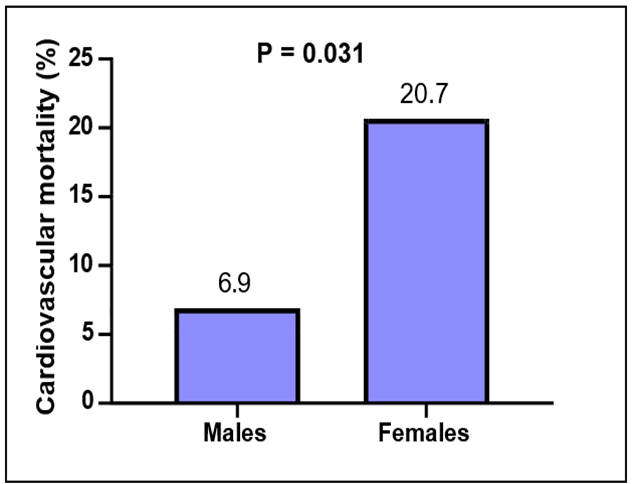 P = 0.031
Cardiovascular mortality (%)
25
20
15
10
5
0
6.9
20.7
Males
Females